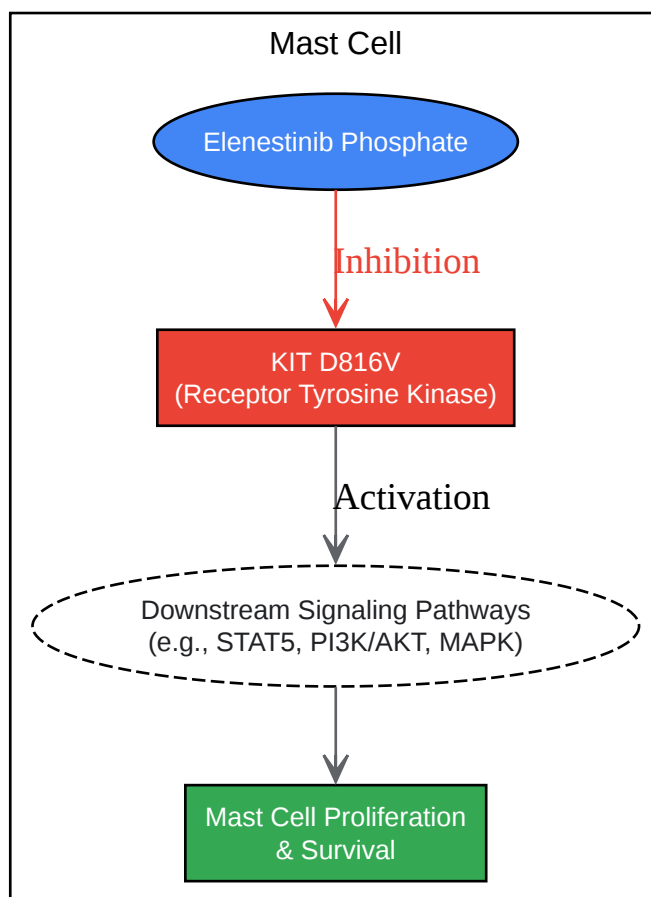 Mast Cell
Elenestinib Phosphate
Inhibition
KIT D816V
(Receptor Tyrosine Kinase)
Activation
Downstream Signaling Pathways
(e.g., STAT5, PI3K/AKT, MAPK)
Mast Cell Proliferation
& Survival